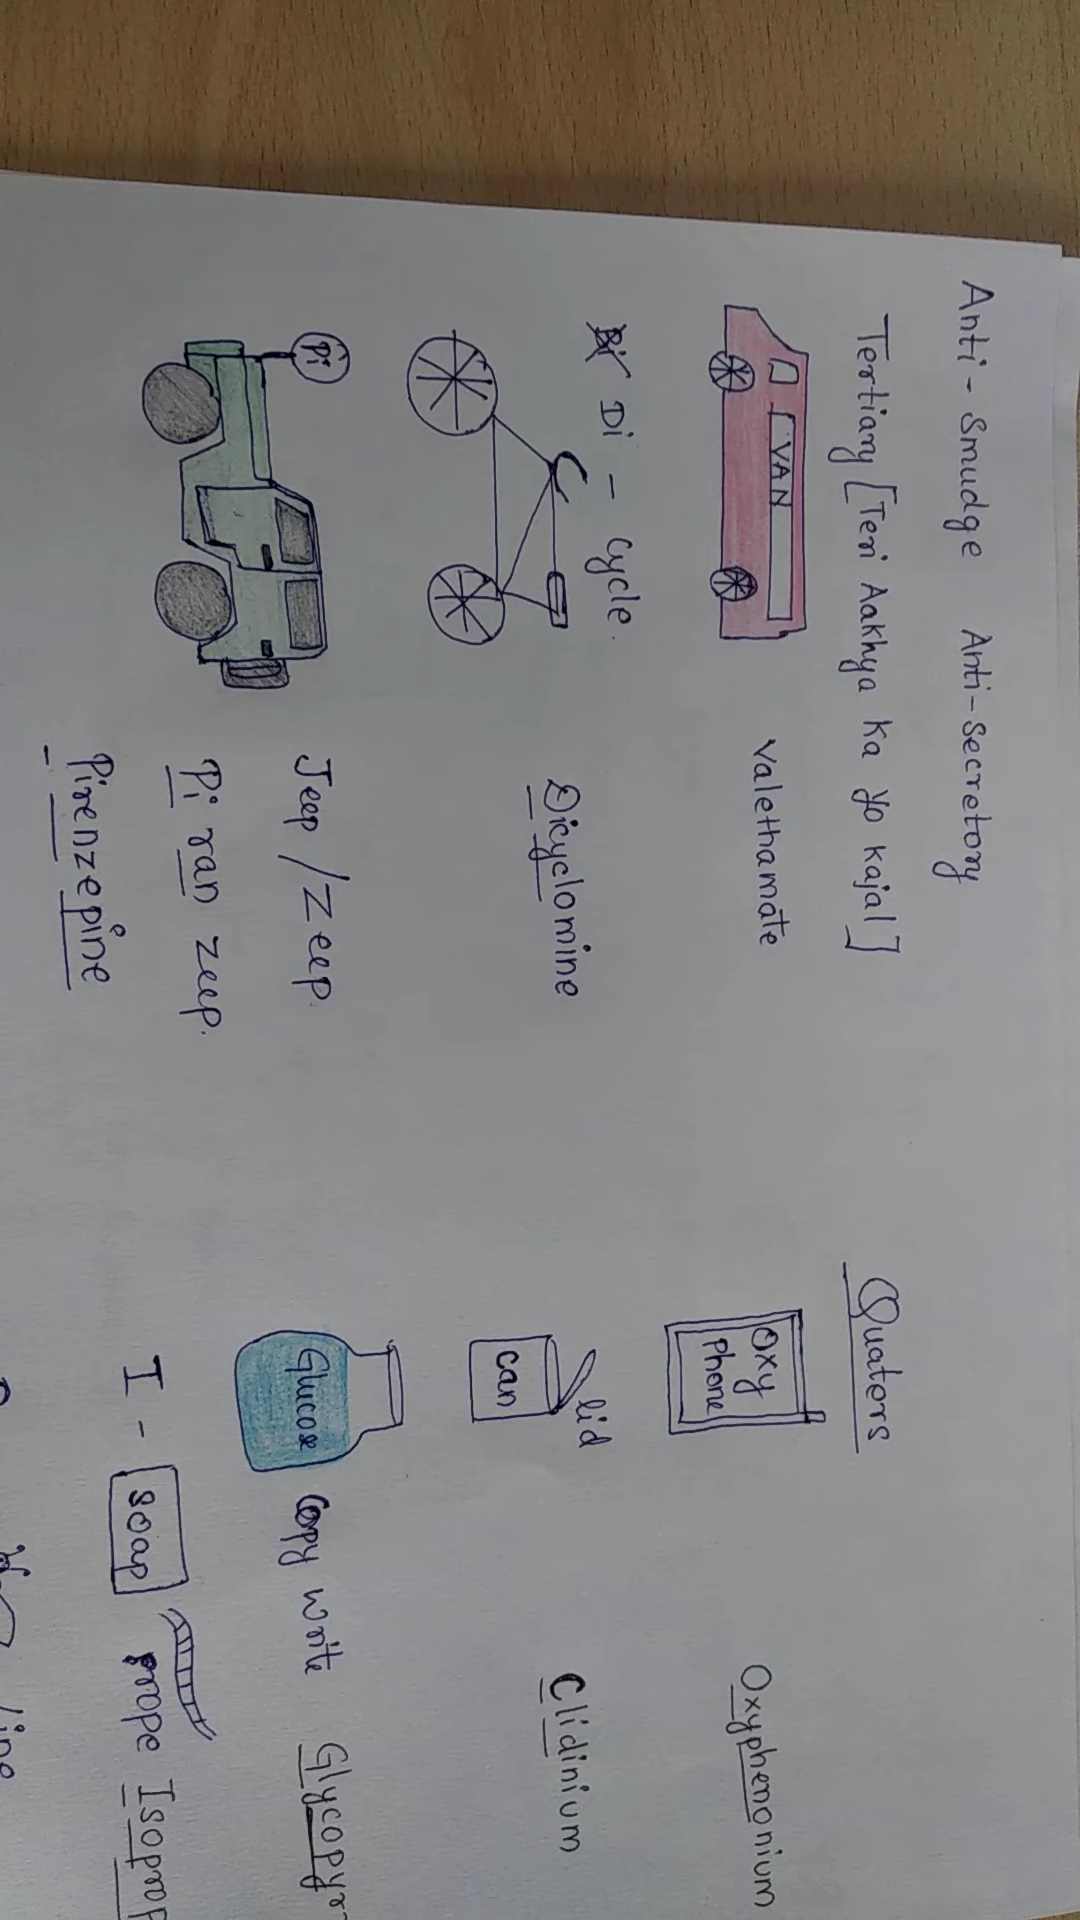 Anti-Smudge Anti-Secretory
Tertiary [Teri Aakhya ka yo kajal]
VAN
valethamate
Di - Cycle.
Dicyclomine
Pi
Jeep / Zeep.
Pi ran zeep.
Pirenzepine
Quaters
Oxy
Phone
Oxyphenonium
lid
can
Clidinium
Glucose
Copy write
Glycopyr
I - soap prope
Isoprop